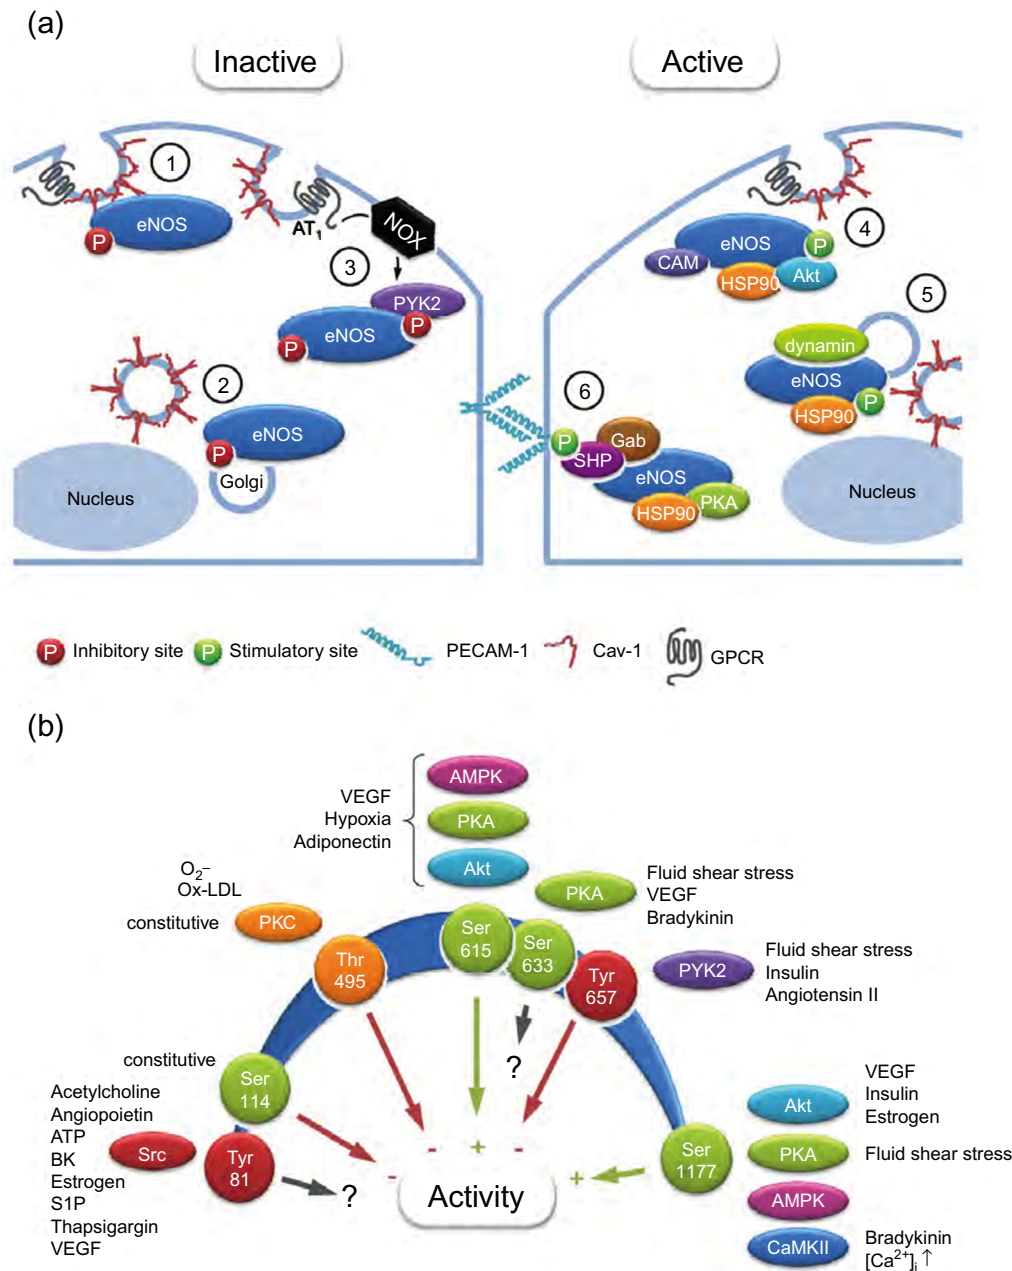 (a)
Inactive
Active
1
eNOS
P
AT1
NOX
3
PYK2
eNOS
P
P
2
eNOS
P
Golgi
Nucleus
4
eNOS
P
CAM
HSP90
Akt
5
dynamin
eNOS
HSP90
P
6
P
Gab
SHP
eNOS
HSP90
PKA
Nucleus
P Inhibitory site
P Stimulatory site
PECAM-1
Cav-1
GPCR
(b)
VEGF
Hypoxia
Adiponectin
AMPK
PKA
Akt
O2–
Ox-LDL
constitutive
PKC
PKA
Fluid shear stress
VEGF
Bradykinin
Thr
495
Ser
615
Ser
633
Tyr
657
PYK2
Fluid shear stress
Insulin
Angiotensin II
?
constitutive
Ser
114
Acetylcholine
Angiopoietin
ATP
BK
Estrogen
S1P
Thapsigargin
VEGF
Src
Tyr
81
?
- - + - +
Activity
Ser
1177
Akt
VEGF
Insulin
Estrogen
PKA
Fluid shear stress
AMPK
CaMKII
Bradykinin
[Ca2+]i ↑